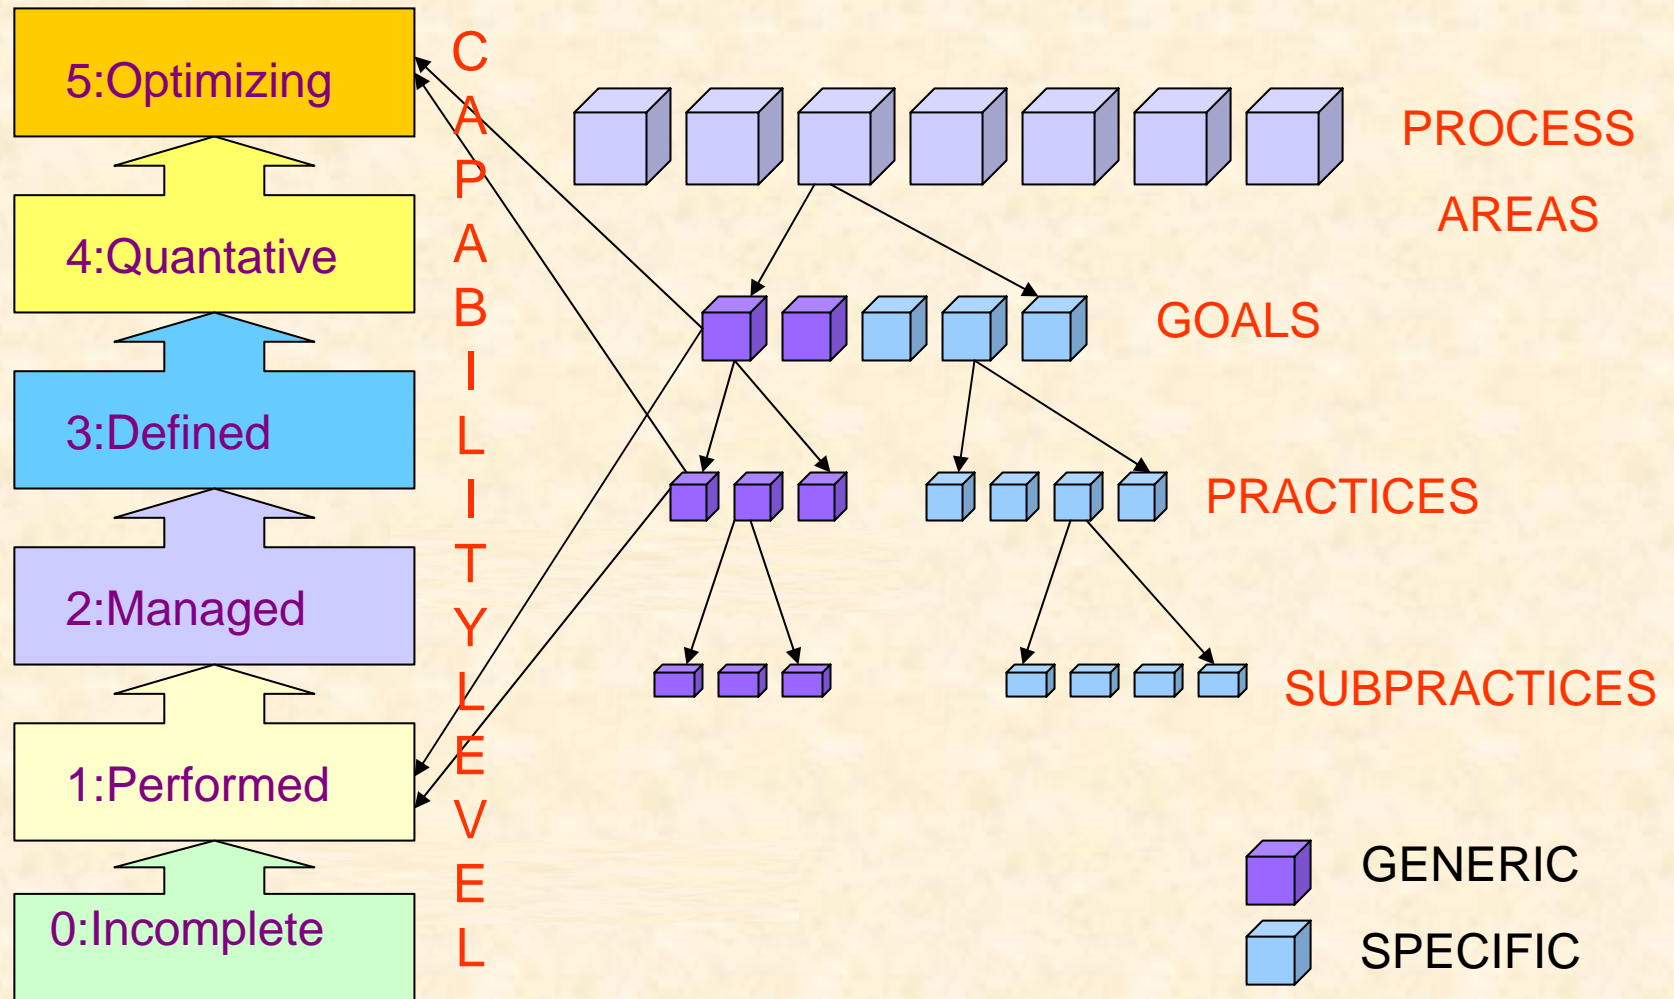 5:Optimizing
4:Quantative
3:Defined
2:Managed
1:Performed
0:Incomplete
C
A
P
A
B
I
L
I
T
Y
L
E
V
E
L
PROCESS
AREAS
GOALS
PRACTICES
SUBPRACTICES
GENERIC
SPECIFIC